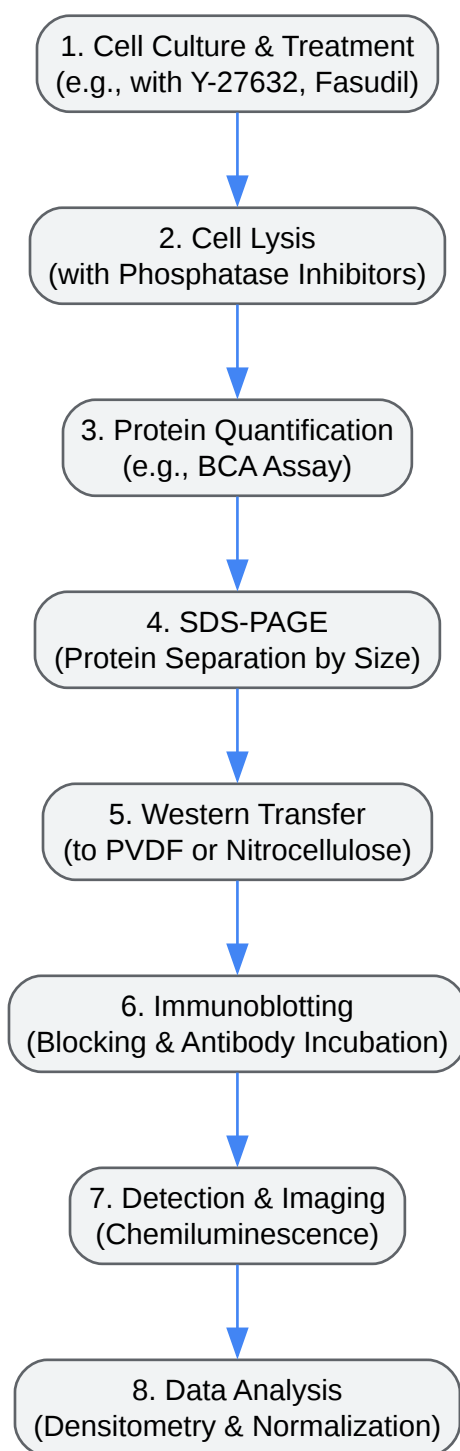 1. Cell Culture & Treatment
(e.g., with Y-27632, Fasudil)
2. Cell Lysis
(with Phosphatase Inhibitors)
3. Protein Quantification
(e.g., BCA Assay)
4. SDS-PAGE
(Protein Separation by Size)
5. Western Transfer
(to PVDF or Nitrocellulose)
6. Immunoblotting
(Blocking & Antibody Incubation)
7. Detection & Imaging
(Chemiluminescence)
8. Data Analysis
(Densitometry & Normalization)